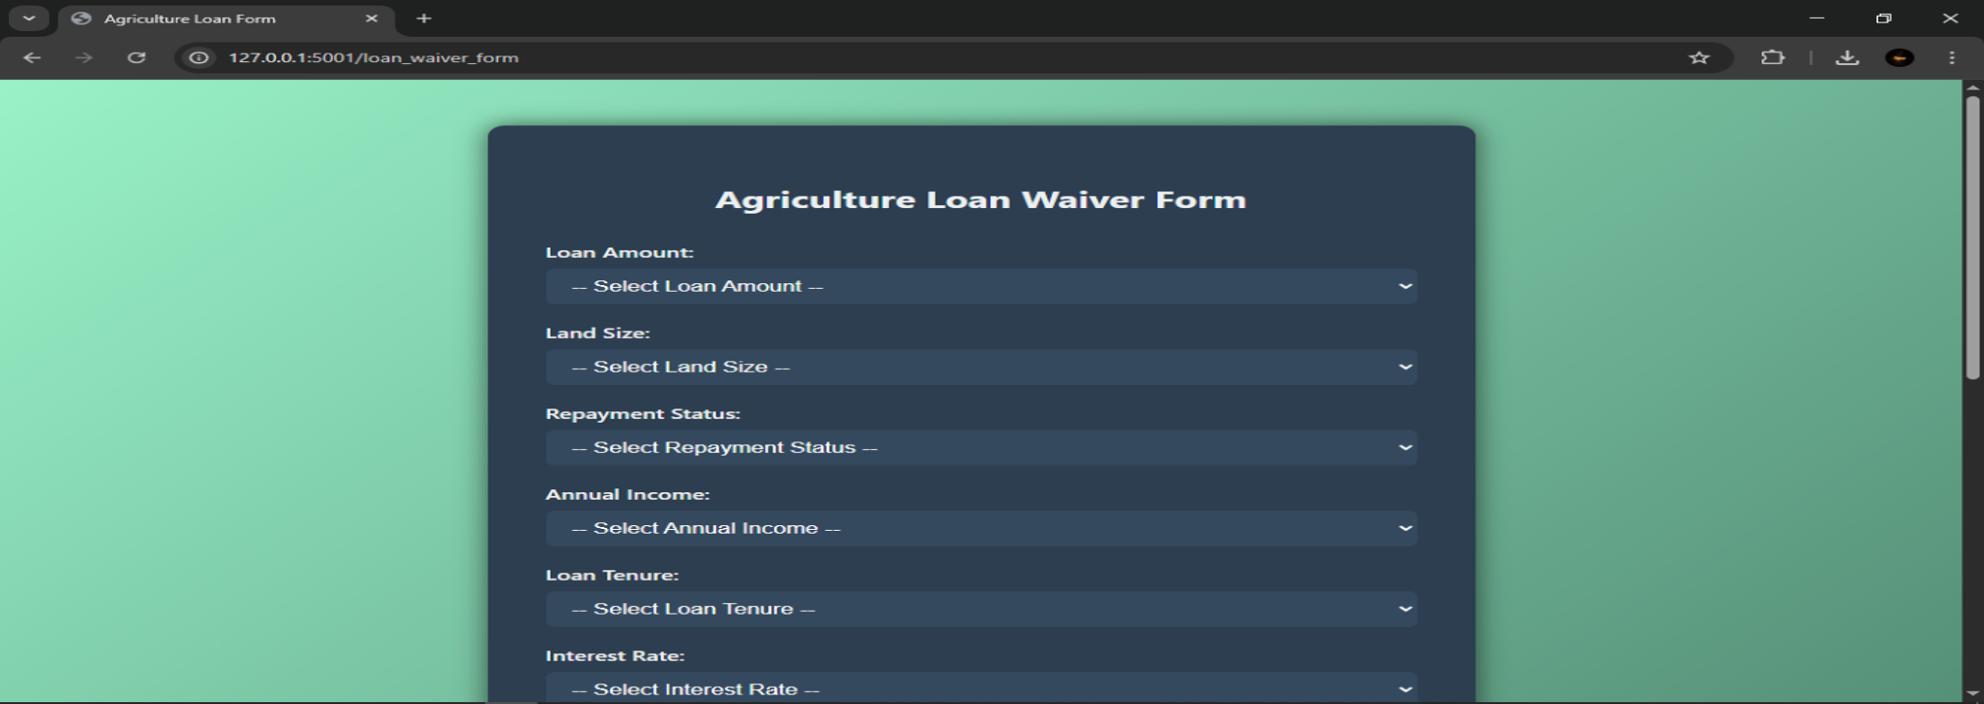 Agriculture Loan Form
127.0.0.1:5001/loan_waiver_form
Agriculture Loan Waiver Form
Loan Amount:
-- Select Loan Amount --
Land Size:
-- Select Land Size --
Repayment Status:
-- Select Repayment Status --
Annual Income:
-- Select Annual Income --
Loan Tenure:
-- Select Loan Tenure --
Interest Rate:
-- Select Interest Rate --